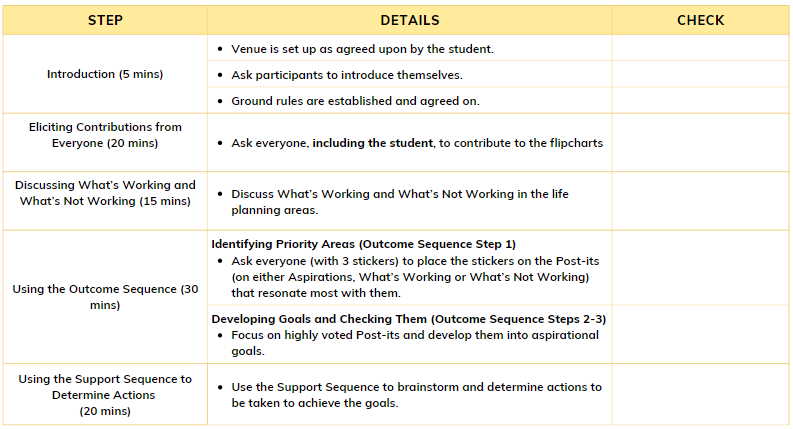 STEP
DETAILS
CHECK
Introduction (5 mins)
• Venue is set up as agreed upon by the student.
• Ask participants to introduce themselves.
• Ground rules are established and agreed on.
Eliciting Contributions from
Everyone (20 mins)
• Ask everyone, including the student, to contribute to the flipcharts
Discussing What's Working and
What's Not Working (15 mins)
• Discuss What's Working and What's Not Working in the life
planning areas.
Using the Outcome Sequence (30
mins)
Identifying Priority Areas (Outcome Sequence Step 1)
• Ask everyone (with 3 stickers) to place the stickers on the Post-its
(on either Aspirations, What's Working or What's Not Working)
that resonate most with them.
Developing Goals and Checking Them (Outcome Sequence Steps 2-3)
• Focus on highly voted Post-its and develop them into aspirational
goals.
Using the Support Sequence to
Determine Actions
(20 mins)
• Use the Support Sequence to brainstorm and determine actions to
be taken to achieve the goals.